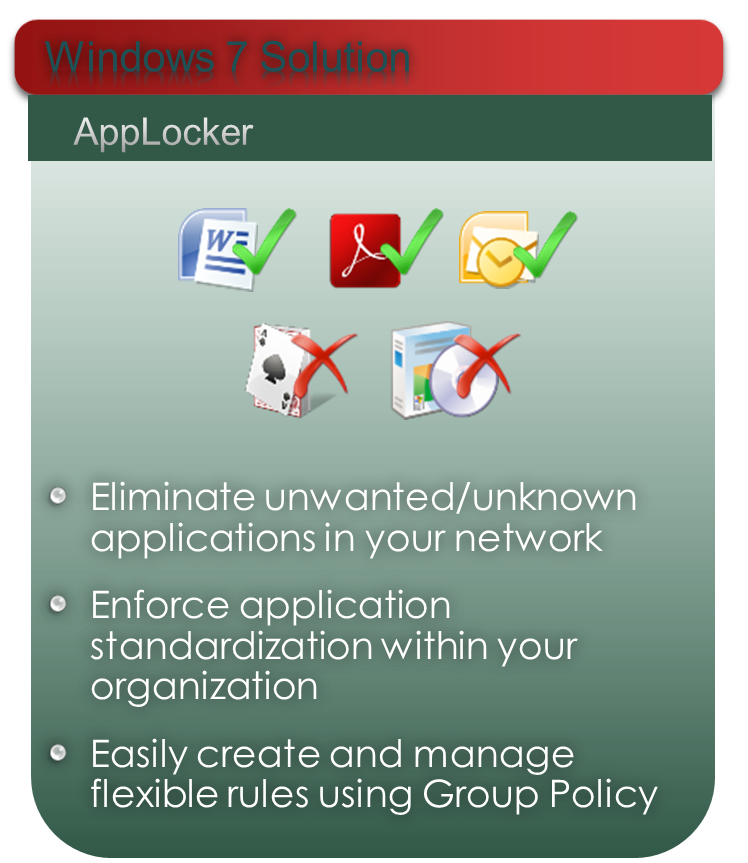 Windows 7 Solution
AppLocker
W
A
A
Eliminate unwanted/unknown
applications in your network
Enforce application
standardization within your
organization
Easily create and manage
flexible rules using Group Policy